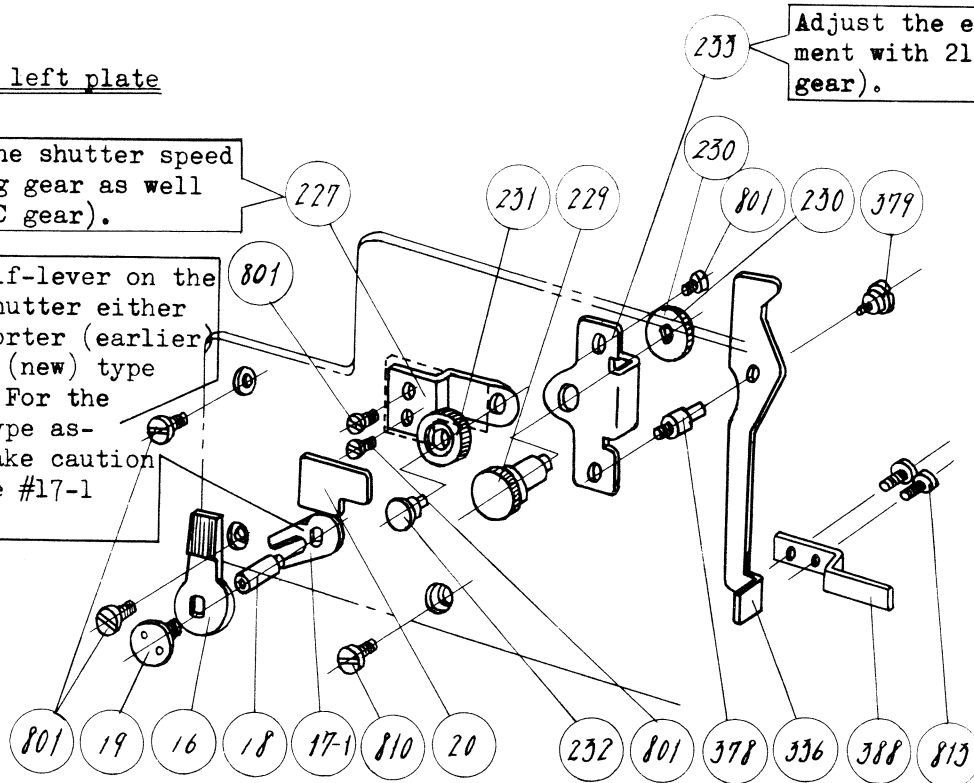 left plate
Adjust the e
ment with 2l
gear).
he shutter speed
g gear as well
C gear).
lf-lever on the
hutter either
orter (earlier)
(new) type
For the
ype as-
ake caution
e #17-1
233
230
227
231
229
801
230
379
801
801
19
16
18
17-1
810
20
232
801
378
336
388
813